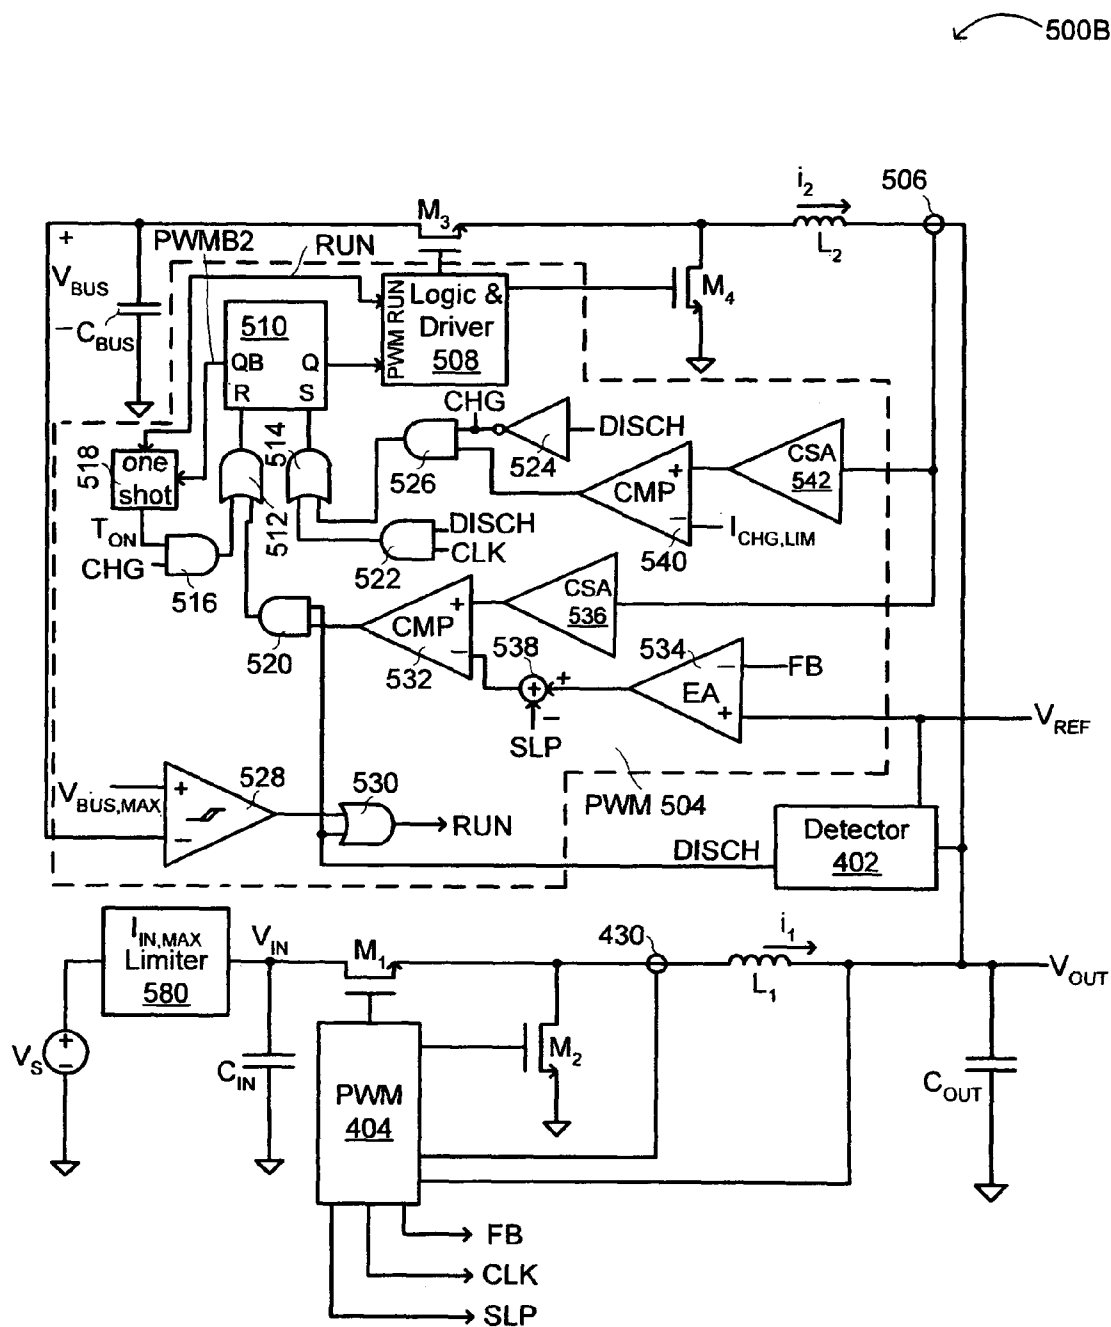 500B
i2
506
M3
L2
PWMB2
RUN
+
VBUS
M4
510
QB
Q
R
S
PWM RUN
Logic &
Driver
508
− CBUS
CHG
DISCH
524
526
CSA
542
CMP
+
−
ICHG,LIM
540
518
one
shot
514
512
DISCH
CLK
522
TON
CHG
516
CSA
536
CMP
+
−
532
520
538
+
+
−
SLP
534
−
FB
EA
+
VREF
VBUS,MAX
+
−
528
530
RUN
PWM 504
DISCH
Detector
402
IIN,MAX
Limiter
580
VIN
M1
430
i1
L1
VOUT
VS
+
−
CIN
M2
PWM
404
COUT
FB
CLK
SLP